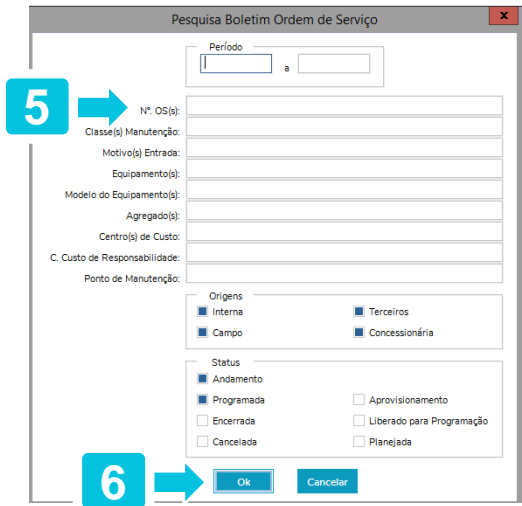 Pesquisa Boletim Ordem de Serviço
x
Período
a
5
Nº. OS(s):
Classe(s) Manutenção:
Motivo(s) Entrada:
Equipamento(s):
Modelo do Equipamento(s):
Agregado(s):
Centro(s) de Custo:
C. Custo de Responsabilidade:
Ponto de Manutenção:
Origens
Interna Terceiros
Campo Concessionária
Status
Andamento
Programada Aprovisionamento
Encerrada Liberado para Programação
Cancelada Planejada
6 Ok Cancelar